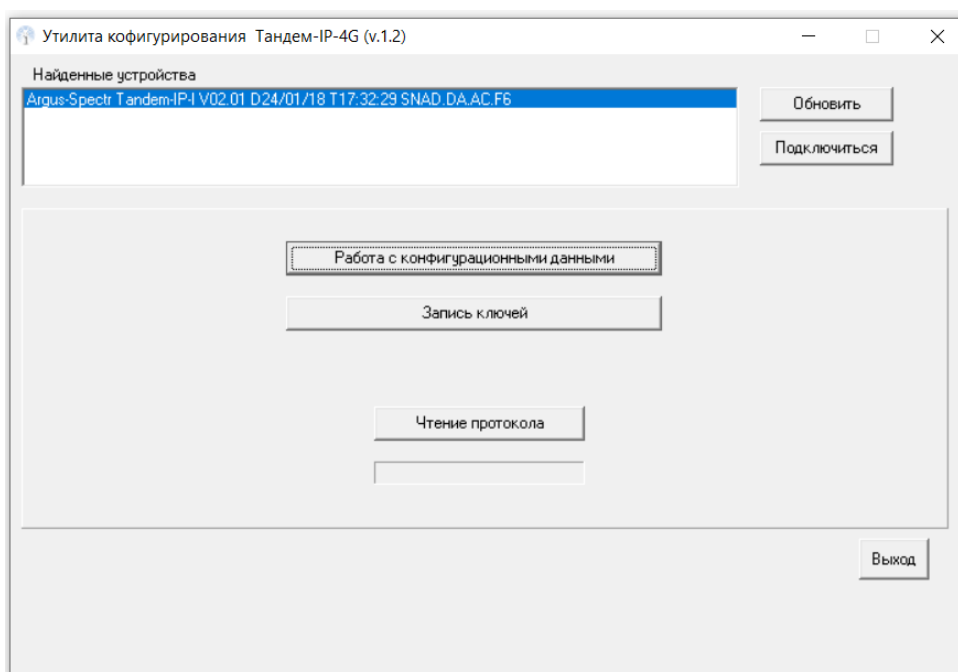 Утилита кофигурирования Тандем-IP-4G (v.1.2)
Найденные устройства
Argus-Spectr Tandem-IP-I V02.01 D24/01/18 T17:32:29 SNAD.DA.AC.F6
Обновить
Подключиться
Работа с конфигурационными данными
Запись ключей
Чтение протокола
Выход